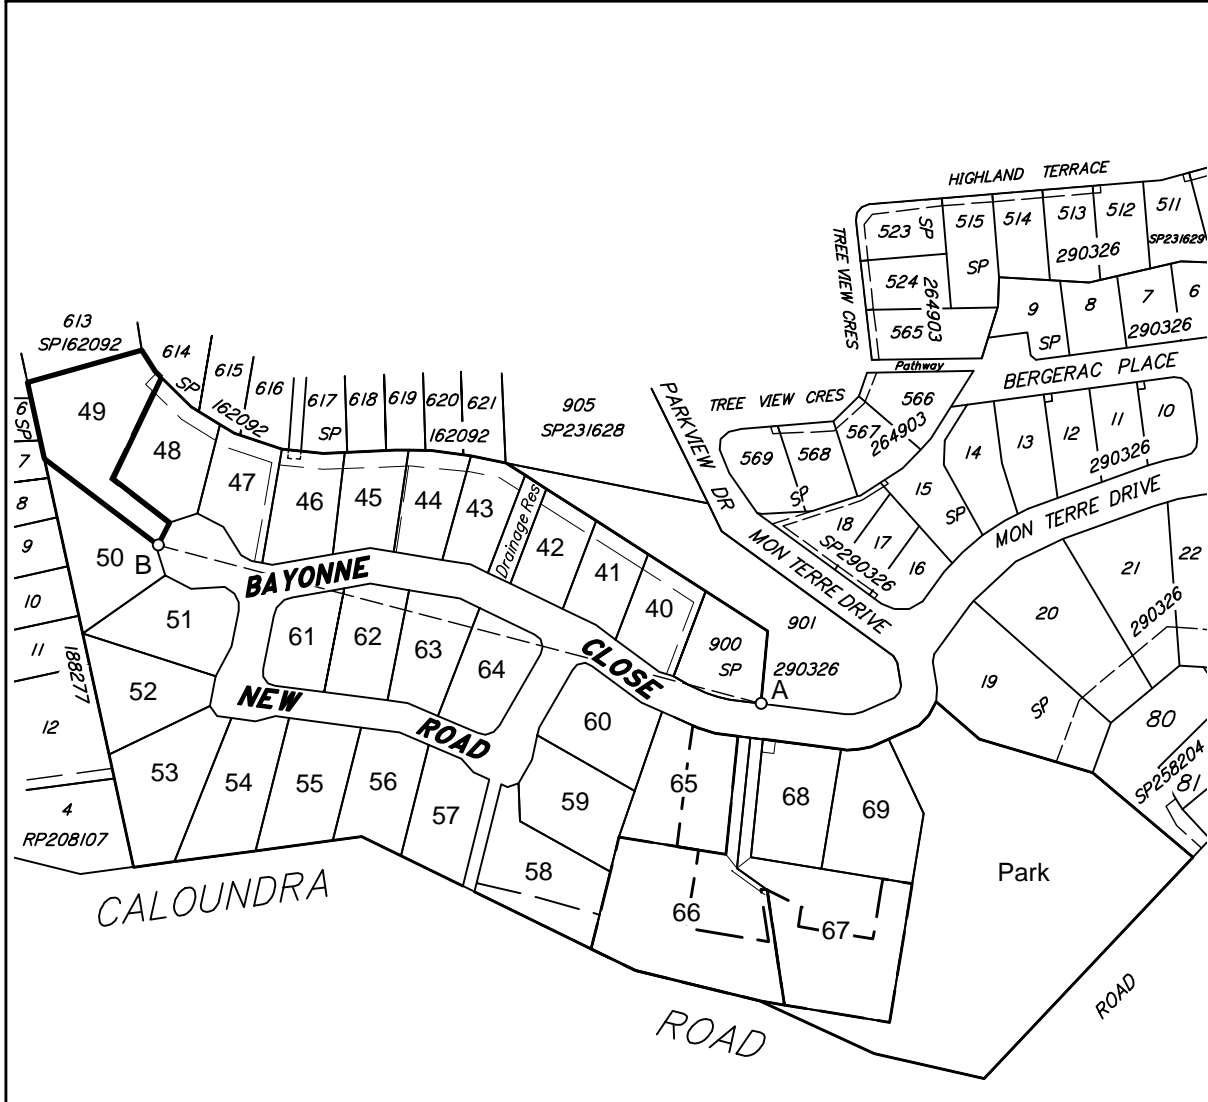 HIGHLAND TERRACE
523 SP 515 514 513 512 511
SP 290326 SP231629
TREE VIEW CRES
524 264903
565
9 8 7 6
SP 290326
Pathway
BERGERAC PLACE
613
SP162092
614 SP 162092
615
616
617 618 619 620 621
SP 162092
905
SP231628
PARKVIEW DR
TREE VIEW CRES
566
567 264903
569 568
SP
14 13 12 11 10
290326
15 SP
MON TERRE DRIVE
18 17 16
SP290326
MON TERRE DRIVE
6
SP
7
8
9
10
11
188277
12
4
RP208107
49
48
47
46
45
44
43
Drainage Res
42
41
40
900
SP
901
290326
A
50 B
BAYONNE
CLOSE
51
61
62
63
64
52
NEW
ROAD
53
54
55
56
57
60
59
58
65
66
67
68
69
Park
22
21
20
290326
19
SP
80
SP258204
81
CALOUNDRA
ROAD
ROAD